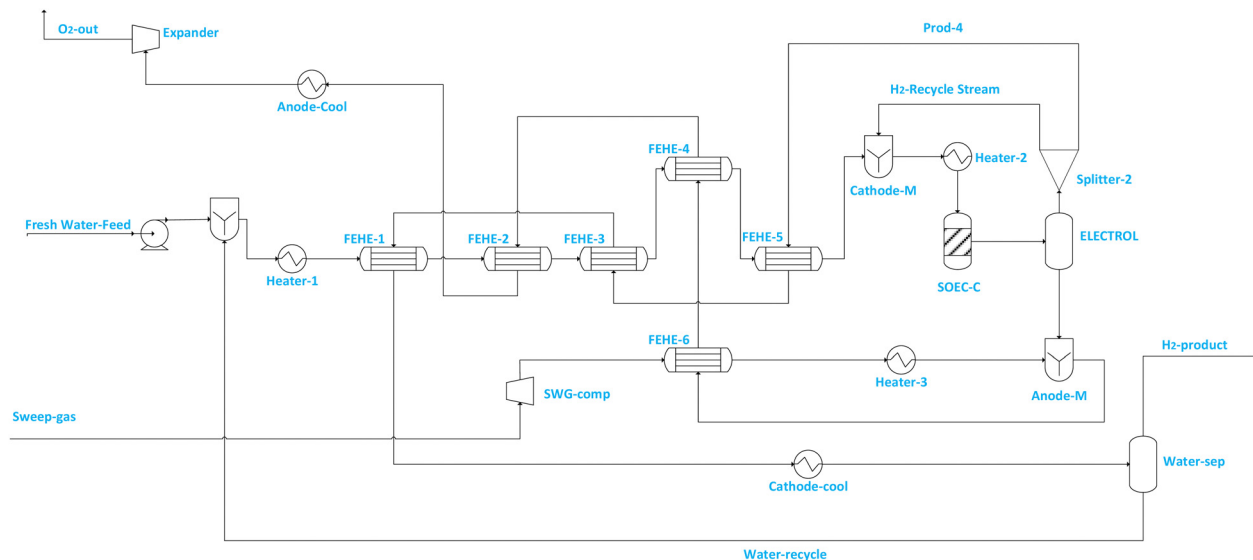 O2-out
Expander
Prod-4
H2-Recycle Stream
Anode-Cool
FEHE-4
Heater-2
Cathode-M
Splitter-2
Fresh Water-Feed
FEHE-1
FEHE-2
FEHE-3
FEHE-5
ELECTROL
Heater-1
SOEC-C
FEHE-6
H2-product
Heater-3
SWG-comp
Anode-M
Sweep-gas
Water-sep
Cathode-cool
Water-recycle